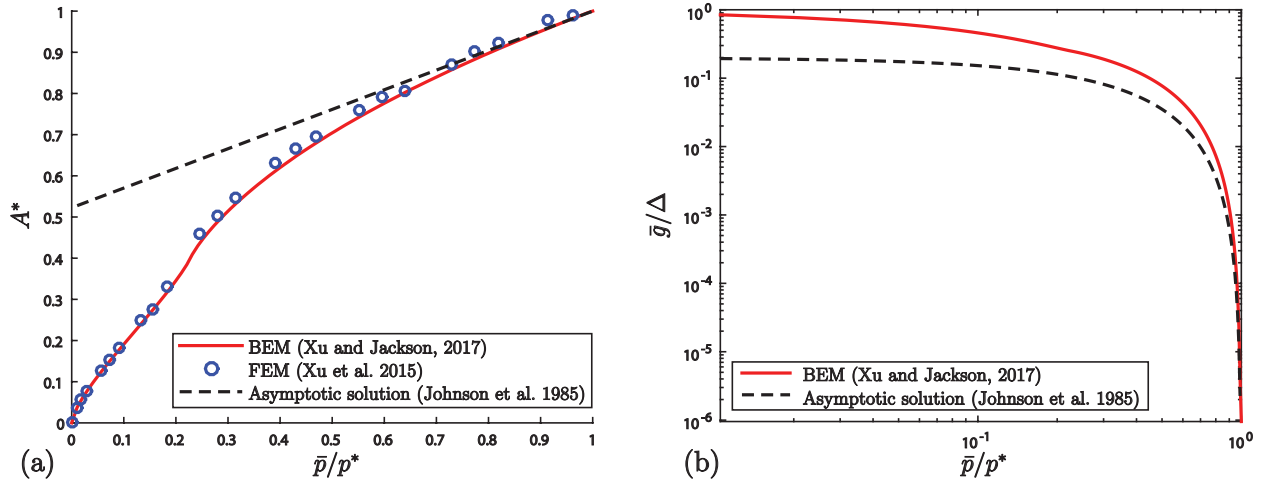 1
0.9
0.8
0.7
0.6
0.5
0.4
0.3
0.2
0.1
0
A*
BEM (Xu and Jackson, 2017)
FEM (Xu et al. 2015)
Asymptotic solution (Johnson et al. 1985)
0 0.1 0.2 0.3 0.4 0.5 0.6 0.7 0.8 0.9 1
(a)
p̄/p*
10⁰
10⁻¹
10⁻²
10⁻³
10⁻⁴
10⁻⁵
10⁻⁶
ḡ/Δ
BEM (Xu and Jackson, 2017)
Asymptotic solution (Johnson et al. 1985)
10⁻¹ 10⁰
(b)
p̄/p*